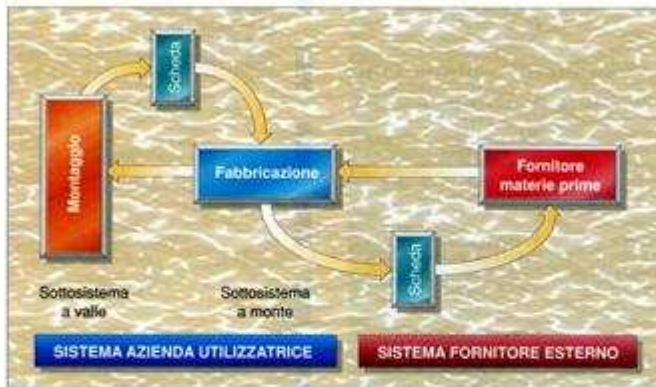 Scheda
Montaggio
Fabbricazione
Fornitore
materie prime
Scheda
Sottosistema
a valle
Sottosistema
a monte
SISTEMA AZIENDA UTILIZZATRICE
SISTEMA FORNITORE ESTERNO